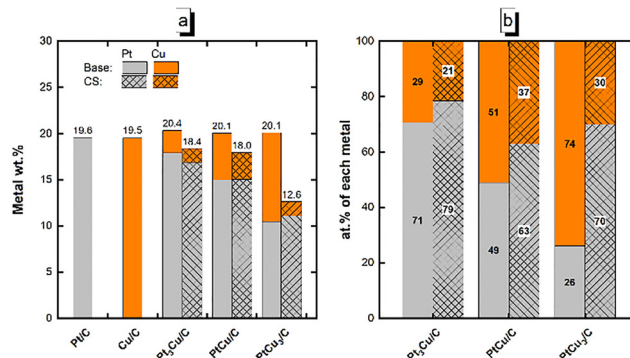 a
b
Pt Cu
Base:
CS:
Metal wt.%
30
25
20
15
10
5
0
19.6
19.5
20.4
18.4
20.1
18.0
20.1
12.6
Pt/C
Cu/C
Pt₃Cu/C
PtCu/C
PtCu₃/C
at.% of each metal
100
80
60
40
20
0
29
21
51
37
74
30
71
79
49
63
26
70
Pt₃Cu/C
PtCu/C
PtCu₃/C